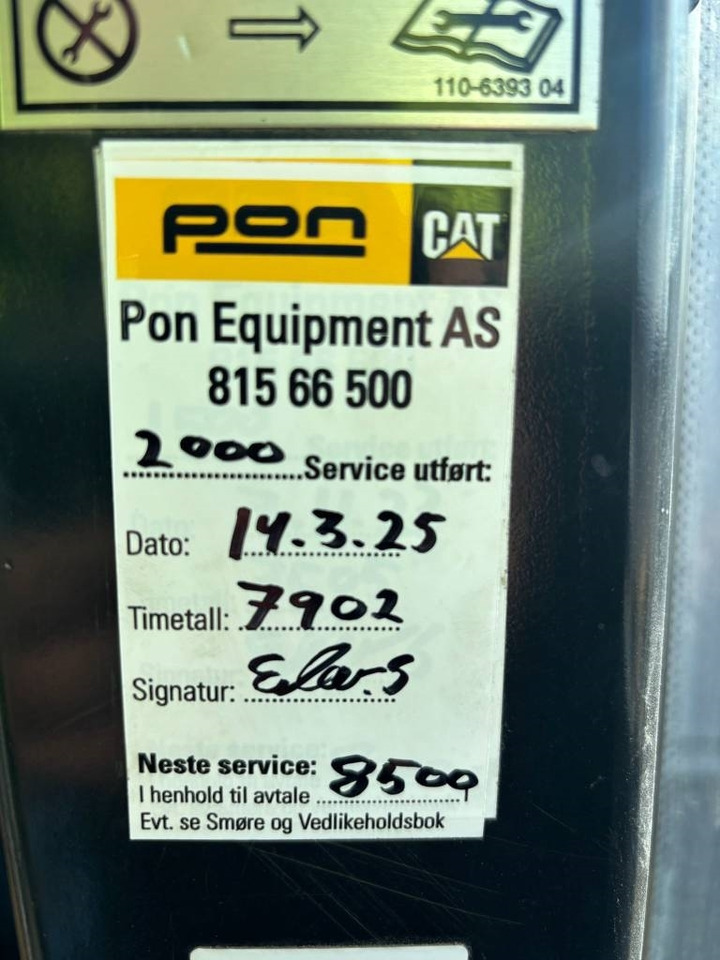 110-6393 04
pon CAT
Pon Equipment AS
815 66 500
2000 Service utført:
Dato: 14.3.25
Timetall: 7902
Signatur:
Neste service: 8500
I henhold til avtale
Evt. se Smøre og Vedlikeholdsbok